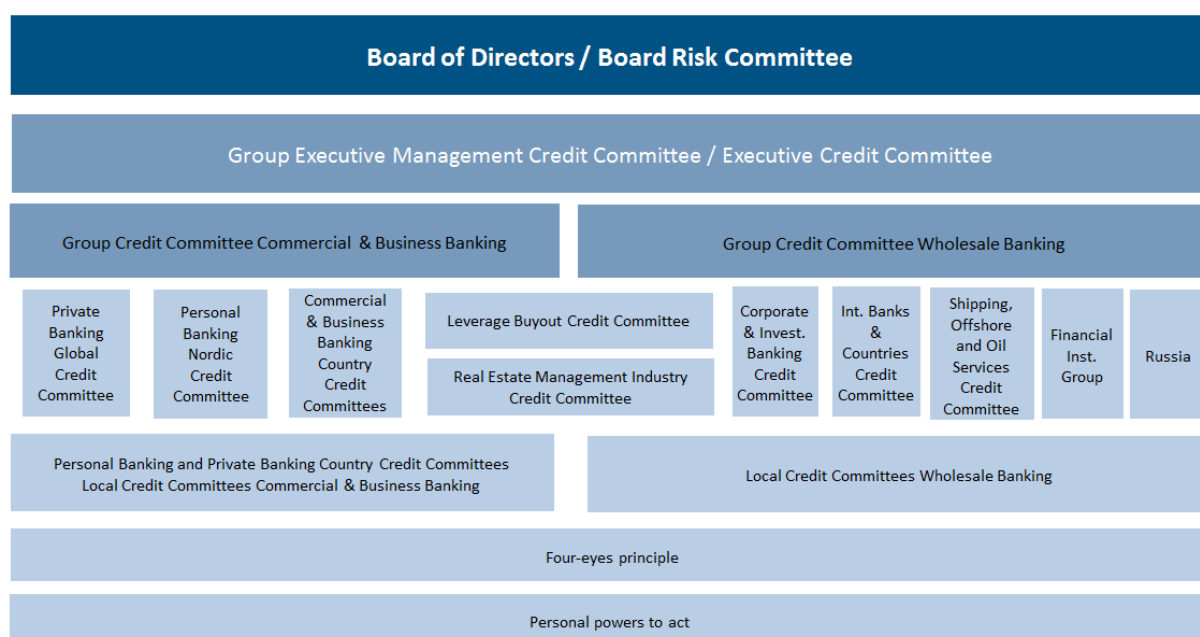 Board of Directors / Board Risk Committee
Group Executive Management Credit Committee / Executive Credit Committee
Group Credit Committee Commercial & Business Banking
Group Credit Committee Wholesale Banking
Private
Banking
Global
Credit
Committee
Personal
Banking
Nordic
Credit
Committee
Commercial
& Business
Banking
Country
Credit
Committees
Leverage Buyout Credit Committee
Real Estate Management Industry
Credit Committee
Corporate
& Invest.
Banking
Credit
Committee
Int. Banks
&
Countries
Credit
Committee
Shipping,
Offshore
and Oil
Services
Credit
Committee
Financial
Inst.
Group
Russia
Personal Banking and Private Banking Country Credit Committees
Local Credit Committees Commercial & Business Banking
Local Credit Committees Wholesale Banking
Four-eyes principle
Personal powers to act